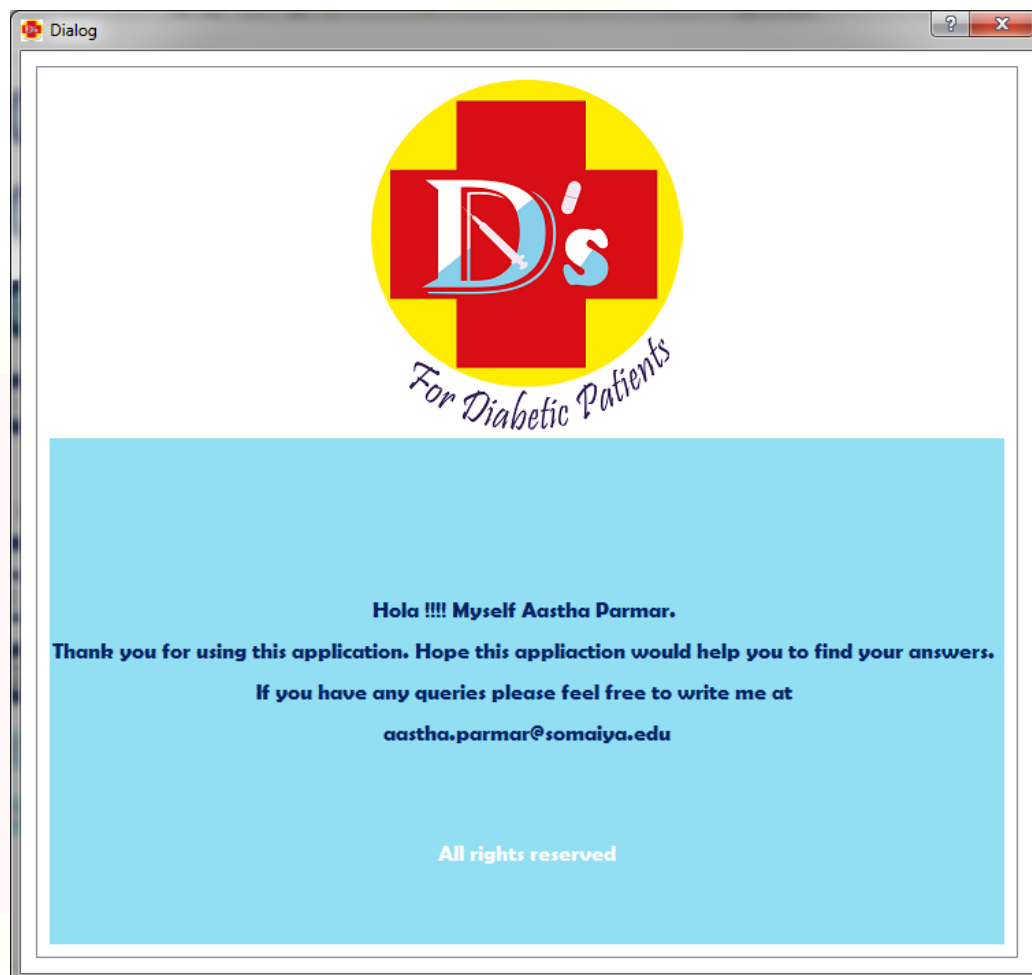 Dialog
D's
For Diabetic Patients
Hola !!!! Myself Aastha Parmar.
Thank you for using this application. Hope this appliaction would help you to find your answers.
If you have any queries please feel free to write me at
aastha.parmar@somaiya.edu
All rights reserved